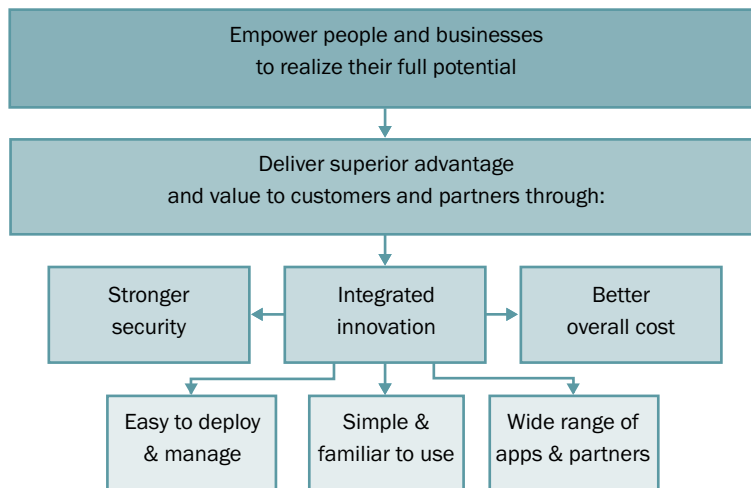 Empower people and businesses
to realize their full potential
Deliver superior advantage
and value to customers and partners through:
Stronger
security
Integrated
innovation
Better
overall cost
Easy to deploy
& manage
Simple &
familiar to use
Wide range of
apps & partners